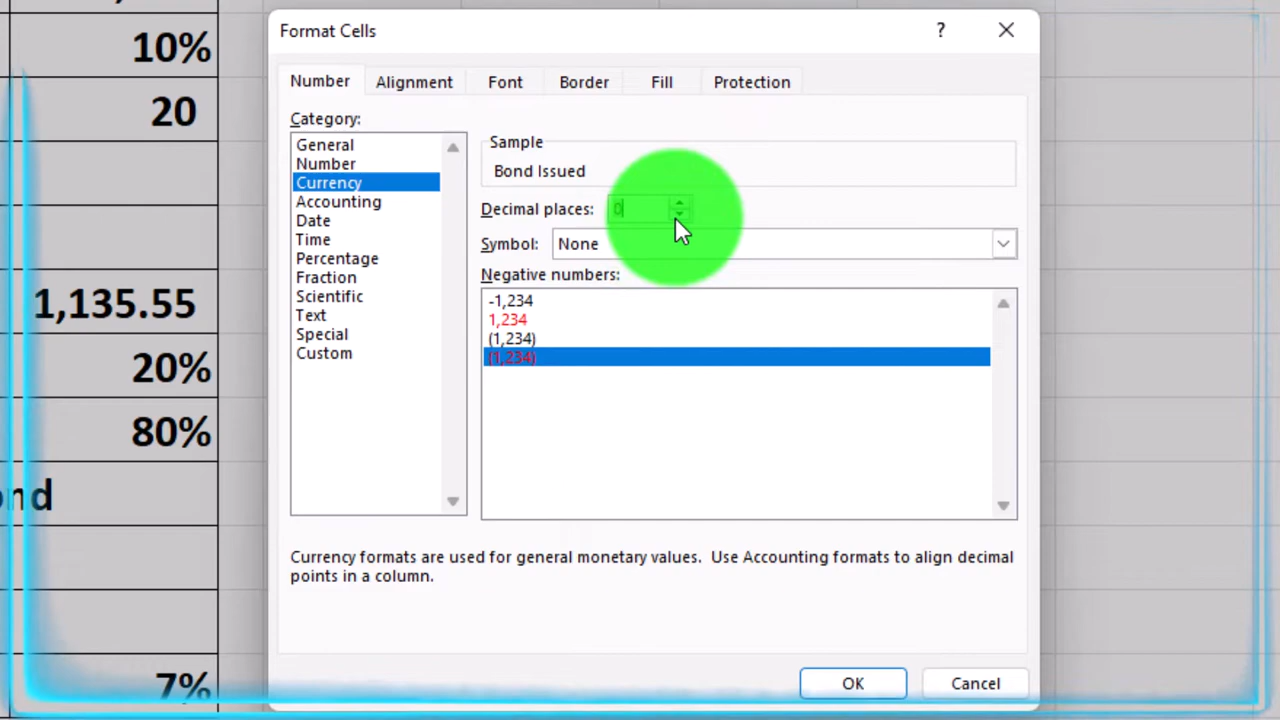 Format Cells
?
10%
Number Alignment Font Border Fill Protection
20
Category:
General
Number
Currency
Accounting
Date
Time
Percentage
Fraction
Scientific
Text
Special
Custom
Sample
Bond Issued
Decimal places: 0
Symbol: None
Negative numbers:
-1,234
1,234
(1,234)
(1,234)
1,135.55
20%
80%
Currency formats are used for general monetary values. Use Accounting formats to align decimal
points in a column.
7%
OK Cancel